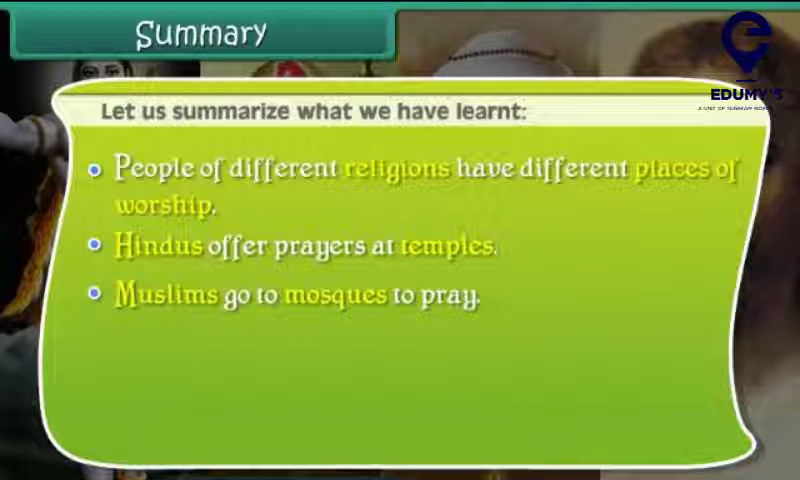 Summary
EDUMY'S
Let us summarize what we have learnt:
People of different religions have different places of
worship.
Hindus offer prayers at temples.
Muslims go to mosques to pray.